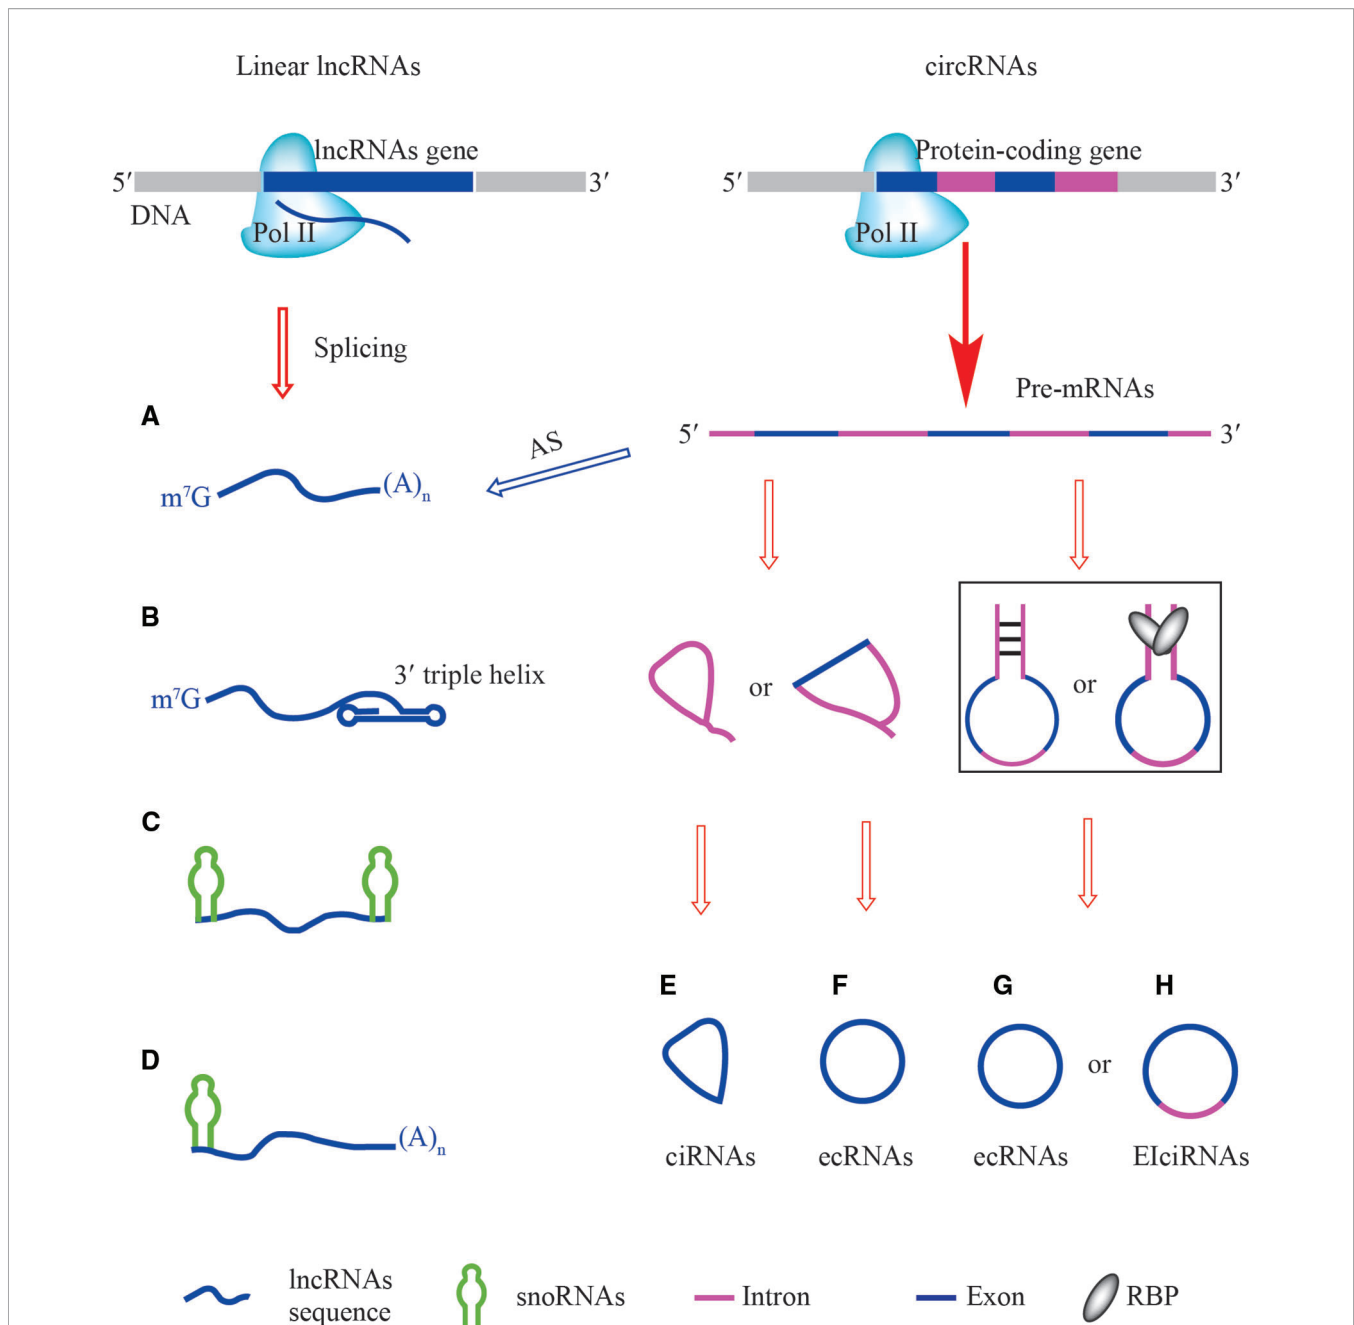 Linear lncRNAs
circRNAs
lncRNAs gene
Protein-coding gene
5′
3′
5′
3′
DNA
Pol II
Pol II
Splicing
Pre-mRNAs
A
5′
3′
AS
m⁷G
(A)ₙ
B
3′ triple helix
m⁷G
or
or
C
E
F
G
H
D
or
(A)ₙ
ciRNAs
ecRNAs
ecRNAs
EIciRNAs
lncRNAs
sequence
snoRNAs
Intron
Exon
RBP